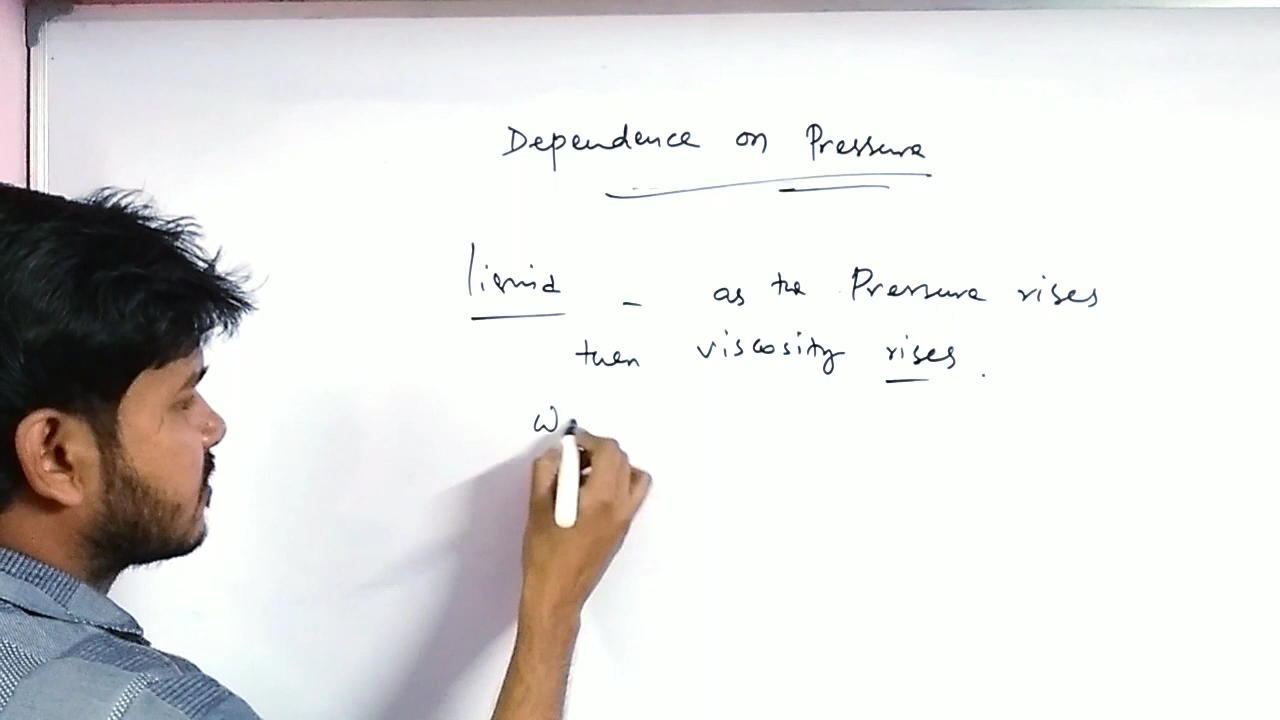 Dependence on Pressure
liquid - as the Pressure rises
then viscosity rises.
W